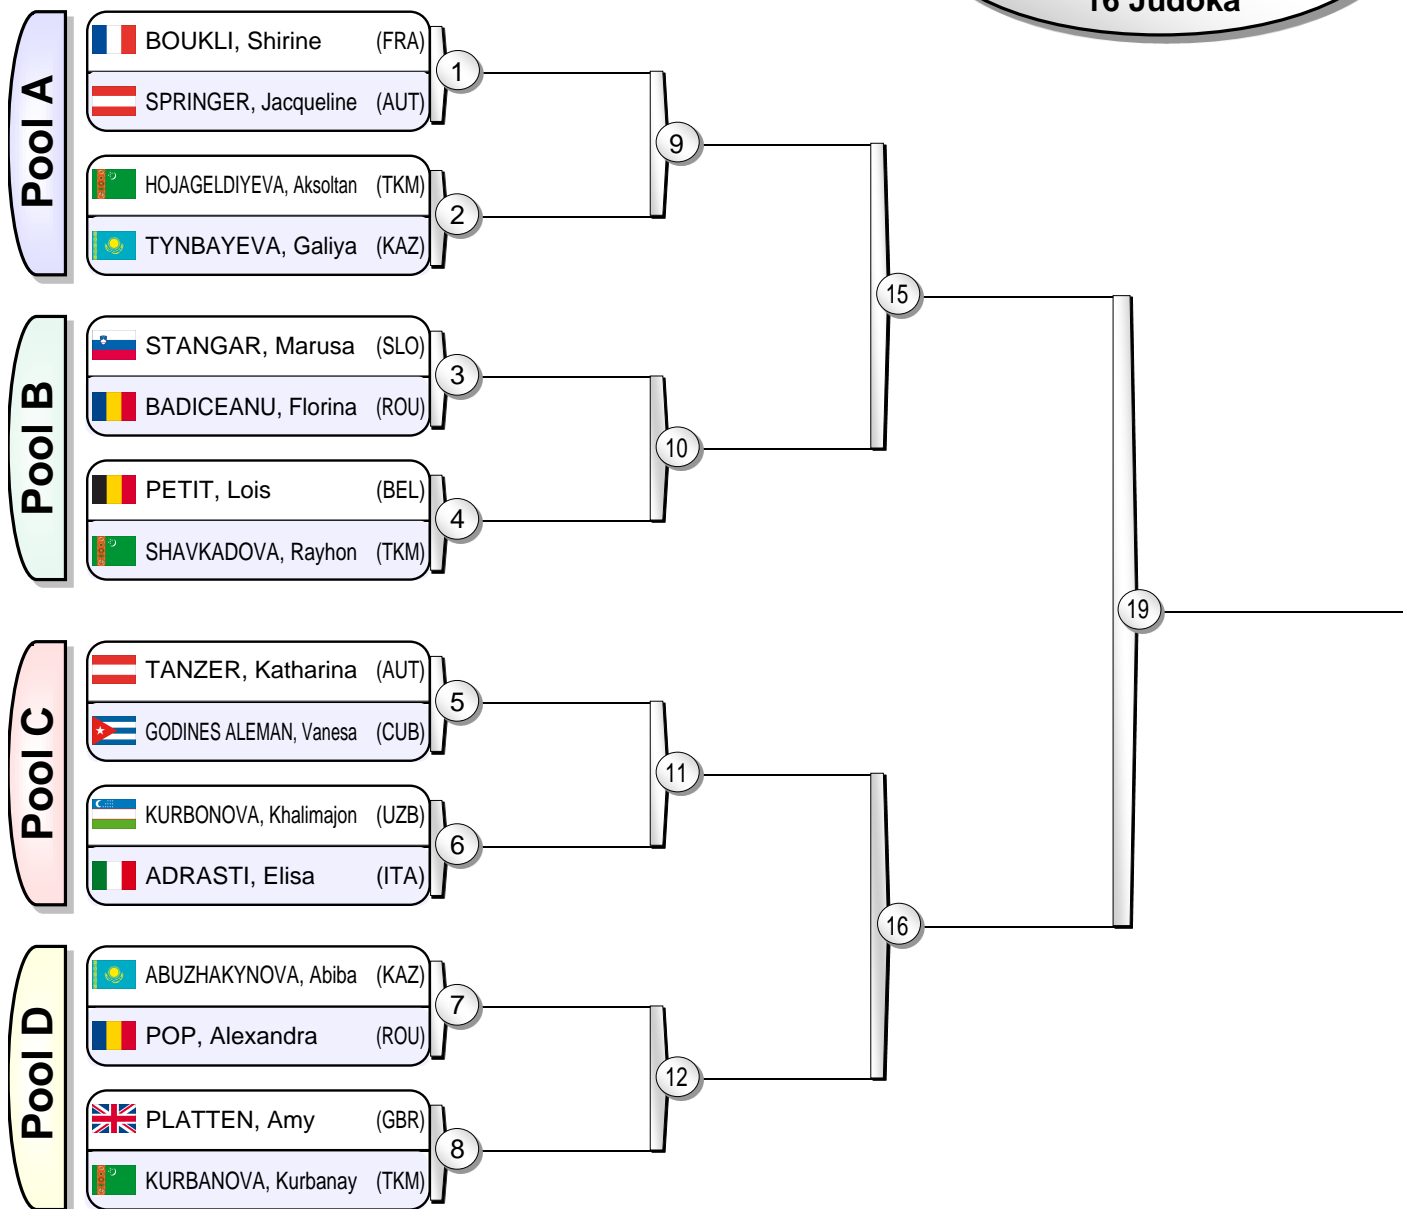 16 Judoka
Pool A
BOUKLI, Shirine (FRA)
1
SPRINGER, Jacqueline (AUT)
9
HOJAGELDIYEVA, Aksoltan (TKM)
2
TYNBAYEVA, Galiya (KAZ)
15
Pool B
STANGAR, Marusa (SLO)
3
BADICEANU, Florina (ROU)
10
PETIT, Lois (BEL)
4
SHAVKADOVA, Rayhon (TKM)
19
Pool C
TANZER, Katharina (AUT)
5
GODINES ALEMAN, Vanesa (CUB)
11
KURBONOVA, Khalimajon (UZB)
6
ADRASTI, Elisa (ITA)
16
Pool D
ABUZHAKYNOVA, Abiba (KAZ)
7
POP, Alexandra (ROU)
12
PLATTEN, Amy (GBR)
8
KURBANOVA, Kurbanay (TKM)